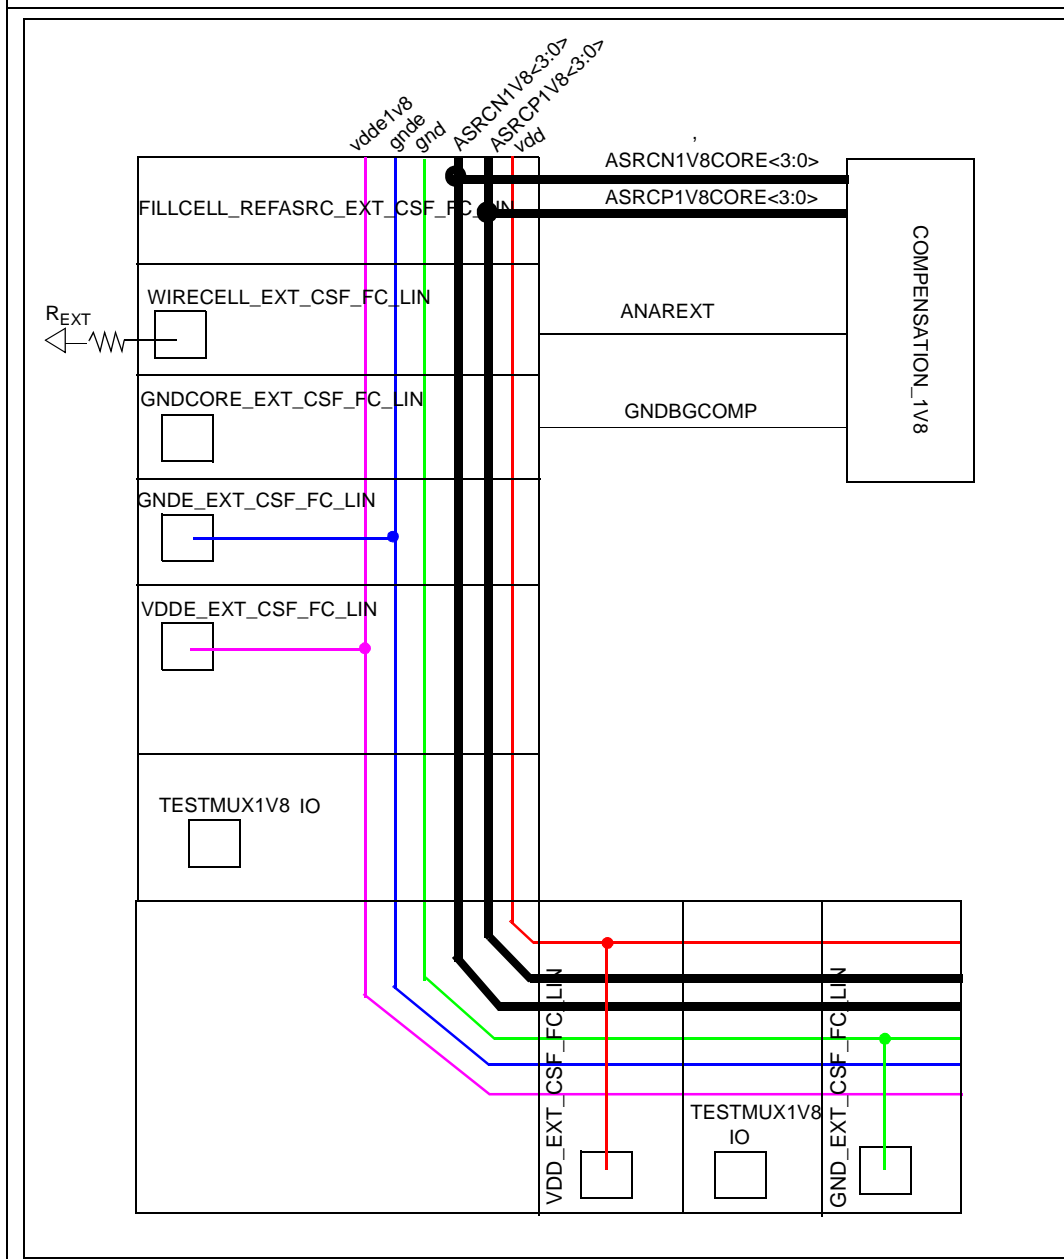 vdde1v8
gnde
gnd
ASRCN1V8<3:0>
ASRCP1V8<3:0>
vdd
,
ASRCN1V8CORE<3:0>
ASRCP1V8CORE<3:0>
FILLCELL_REFASRC_EXT_CSF_FC_LIN
COMPENSATION_1V8
WIRECELL_EXT_CSF_FC_LIN
REXT
ANAREXT
GNDCORE_EXT_CSF_FC_LIN
GNDBGCOMP
GNDE_EXT_CSF_FC_LIN
VDDE_EXT_CSF_FC_LIN
TESTMUX1V8 IO
VDD_EXT_CSF_FC_LIN
TESTMUX1V8
IO
GND_EXT_CSF_FC_LIN